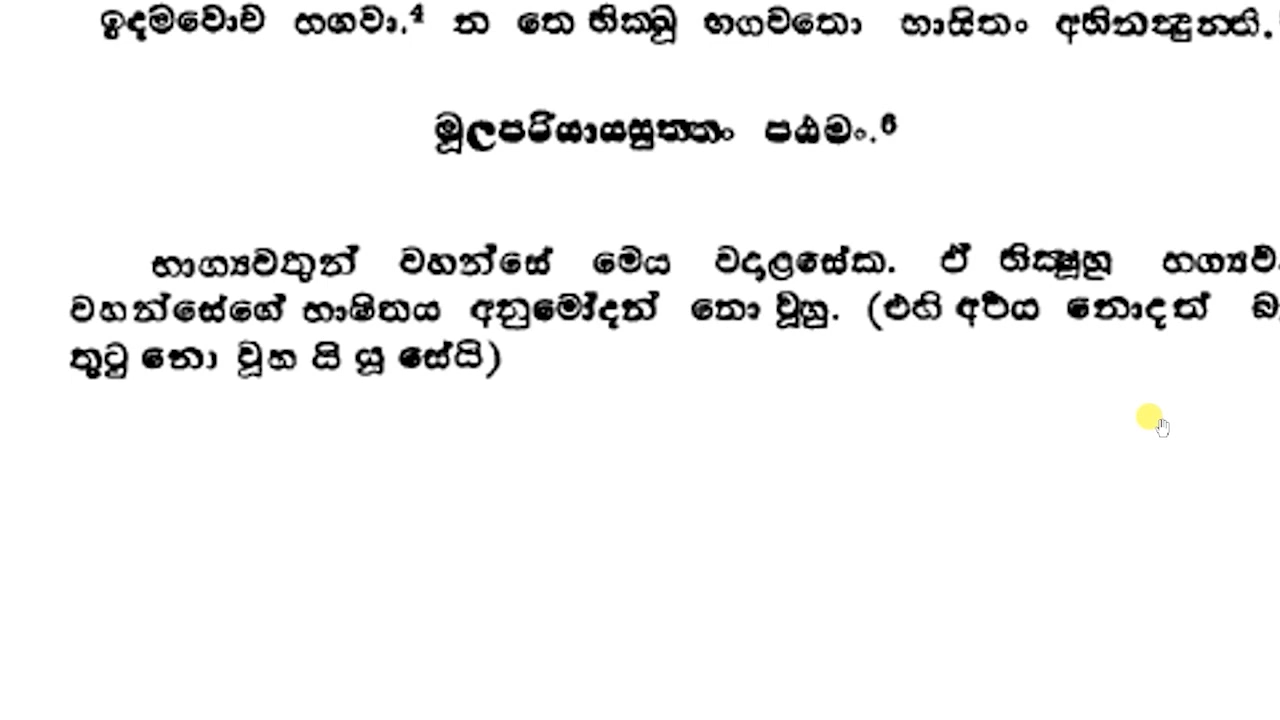 ඉදමවොච භගවා.⁴ න තෙ භික්ඛූ භගවතො භාසිතං අභිනන්දුන්ති.
මූලපරියායසුත්තං පඨමං.⁶
භාග්‍යවතුන් වහන්සේ මෙය වදාළසේක. ඒ භික්ෂූහු
වහන්සේගේ භාෂිතය අනුමෝදන් නො වූහු. (එහි අර්‍ථය නොදත්
තුටු නො වූහ යි යූ සේයි)